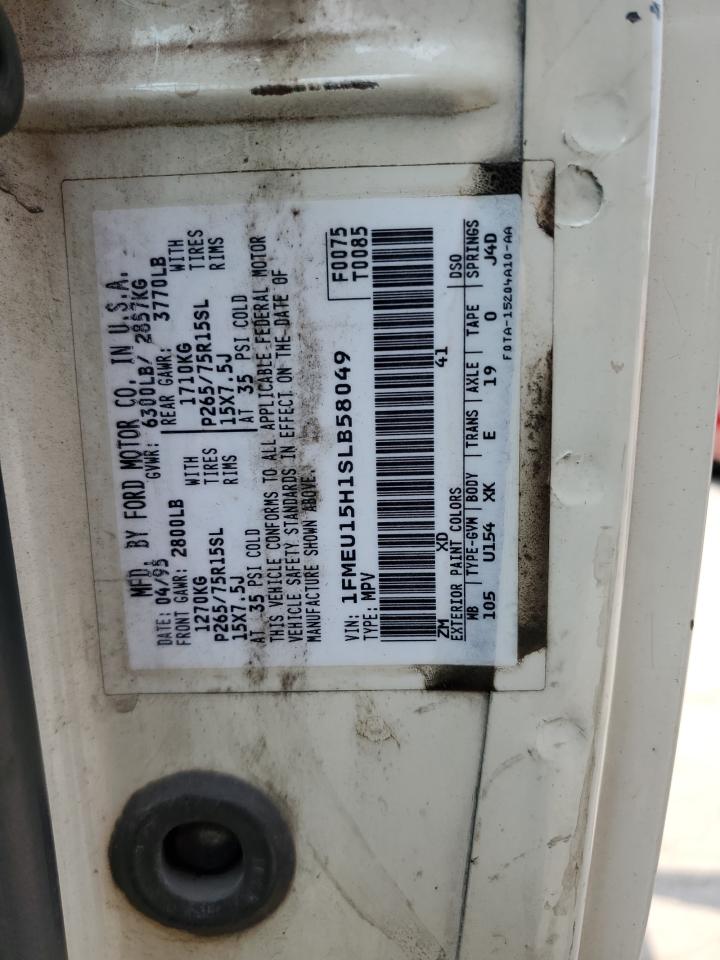 MFD. BY FORD MOTOR CO. IN U.S.A.
DATE: 04/95 GVWR: 6300LB/ 2857KG
FRONT GAWR: 2800LB REAR GAWR: 3770LB
1270KG WITH 1710KG WITH
P265/75R15SL TIRES P265/75R15SL TIRES
15X7.5J RIMS 15X7.5J RIMS
AT 35 PSI COLD AT 35 PSI COLD
THIS VEHICLE CONFORMS TO ALL APPLICABLE FEDERAL MOTOR
VEHICLE SAFETY STANDARDS IN EFFECT ON THE DATE OF
MANUFACTURE SHOWN ABOVE.
VIN: 1FMEU15H1SLB58049 F0075
TYPE: MPV T0085
ZM XD 41
EXTERIOR PAINT COLORS DSO
WB TYPE-GVW BODY TRANS AXLE TAPE SPRINGS
105 U154 XK E 19 0 J4D
F0TA-15204A10-AA